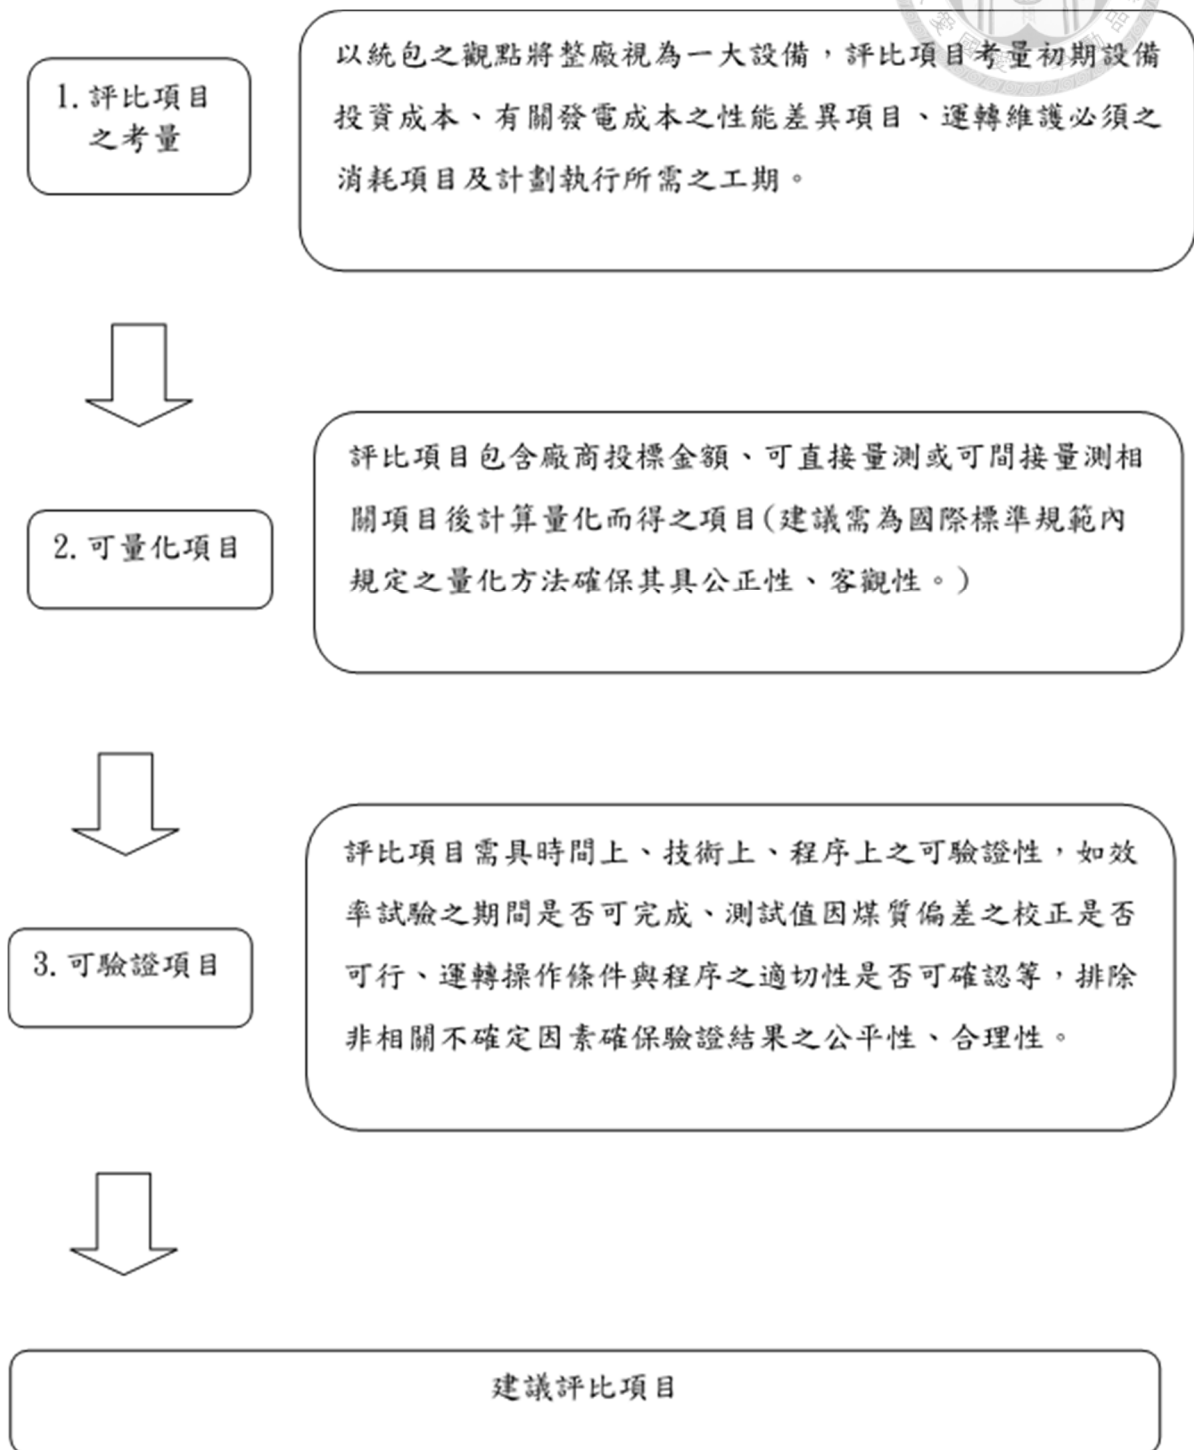 1.評比項目
之考量
以統包之觀點將整廠視為一大設備，評比項目考量初期設備
投資成本、有關發電成本之性能差異項目、運轉維護必須之
消耗項目及計劃執行所需之工期。
2.可量化項目
評比項目包含廠商投標金額、可直接量測或可間接量測相
關項目後計算量化而得之項目(建議需為國際標準規範內
規定之量化方法確保其具公正性、客觀性。)
3.可驗證項目
評比項目需具時間上、技術上、程序上之可驗證性，如效
率試驗之期間是否可完成、測試值因煤質偏差之校正是否
可行、運轉操作條件與程序之適切性是否可確認等，排除
非相關不確定因素確保驗證結果之公平性、合理性。
建議評比項目